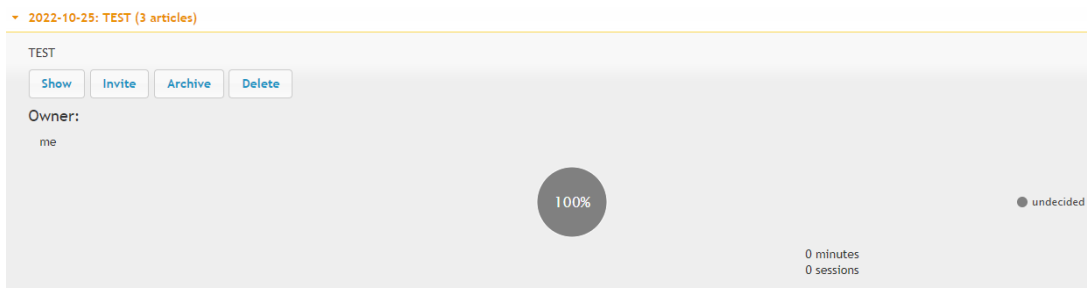 2022-10-25: TEST (3 articles)
TEST
Show Invite Archive Delete
Owner:
me
100%
undecided
0 minutes
0 sessions